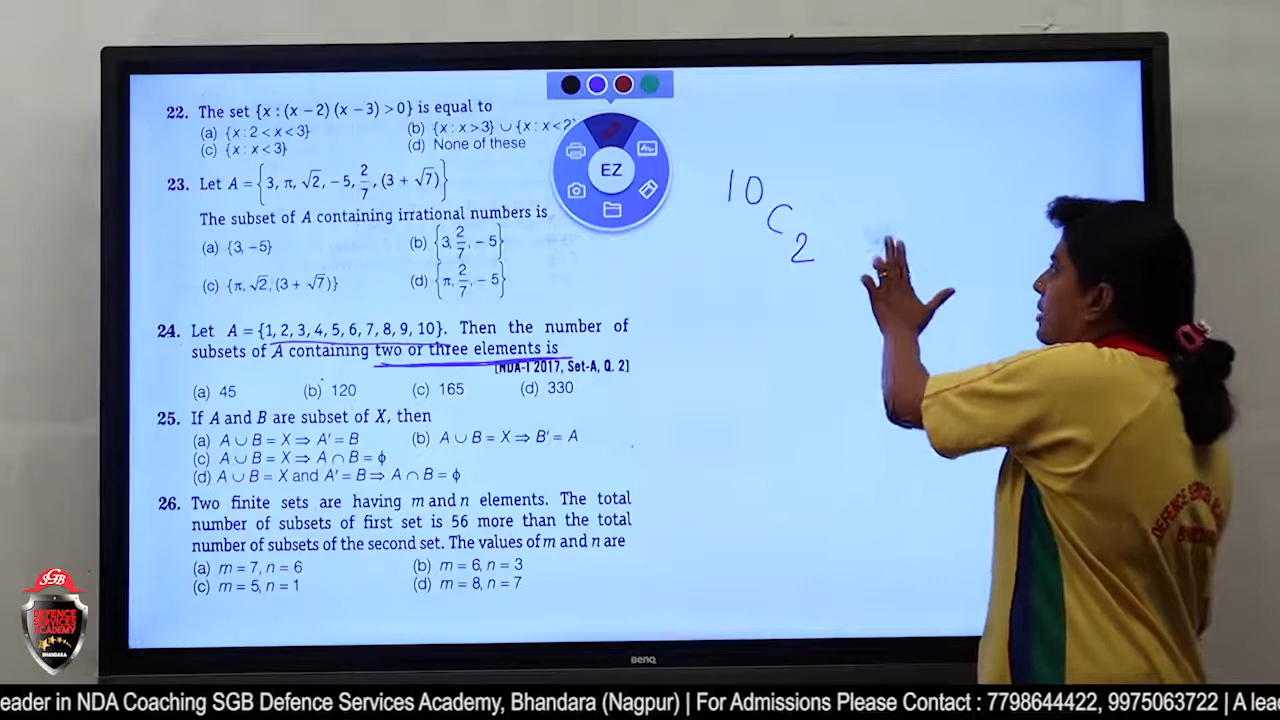 22. The set {x : (x − 2) (x − 3) > 0} is equal to
(a) {x : 2 < x < 3} (b) {x : x > 3} ∪ {x : x < 2}
(c) {x : x < 3} (d) None of these
23. Let A = {3, π, √2, −5, 2/7, (3 + √7)}
The subset of A containing irrational numbers is
(a) {3, −5} (b) {3, 2/7, −5}
(c) {π, √2, (3 + √7)} (d) {π, 2/7, −5}
24. Let A = {1, 2, 3, 4, 5, 6, 7, 8, 9, 10}. Then the number of
subsets of A containing two or three elements is
[NDA-I 2017, Set-A, Q. 2]
(a) 45 (b) 120 (c) 165 (d) 330
25. If A and B are subset of X, then
(a) A ∪ B = X ⇒ A' = B (b) A ∪ B = X ⇒ B' = A
(c) A ∪ B = X ⇒ A ∩ B = ϕ
(d) A ∪ B = X and A' = B ⇒ A ∩ B = ϕ
26. Two finite sets are having m and n elements. The total
number of subsets of first set is 56 more than the total
number of subsets of the second set. The values of m and n are
(a) m = 7, n = 6 (b) m = 6, n = 3
(c) m = 5, n = 1 (d) m = 8, n = 7
EZ
10 C 2
BenQ
DEFENCE SERVICES
BHANDARA
SGB
DEFENCE
SERVICES
ACADEMY
BHANDARA
eader in NDA Coaching SGB Defence Services Academy, Bhandara (Nagpur) | For Admissions Please Contact : 7798644422, 9975063722 | A lea